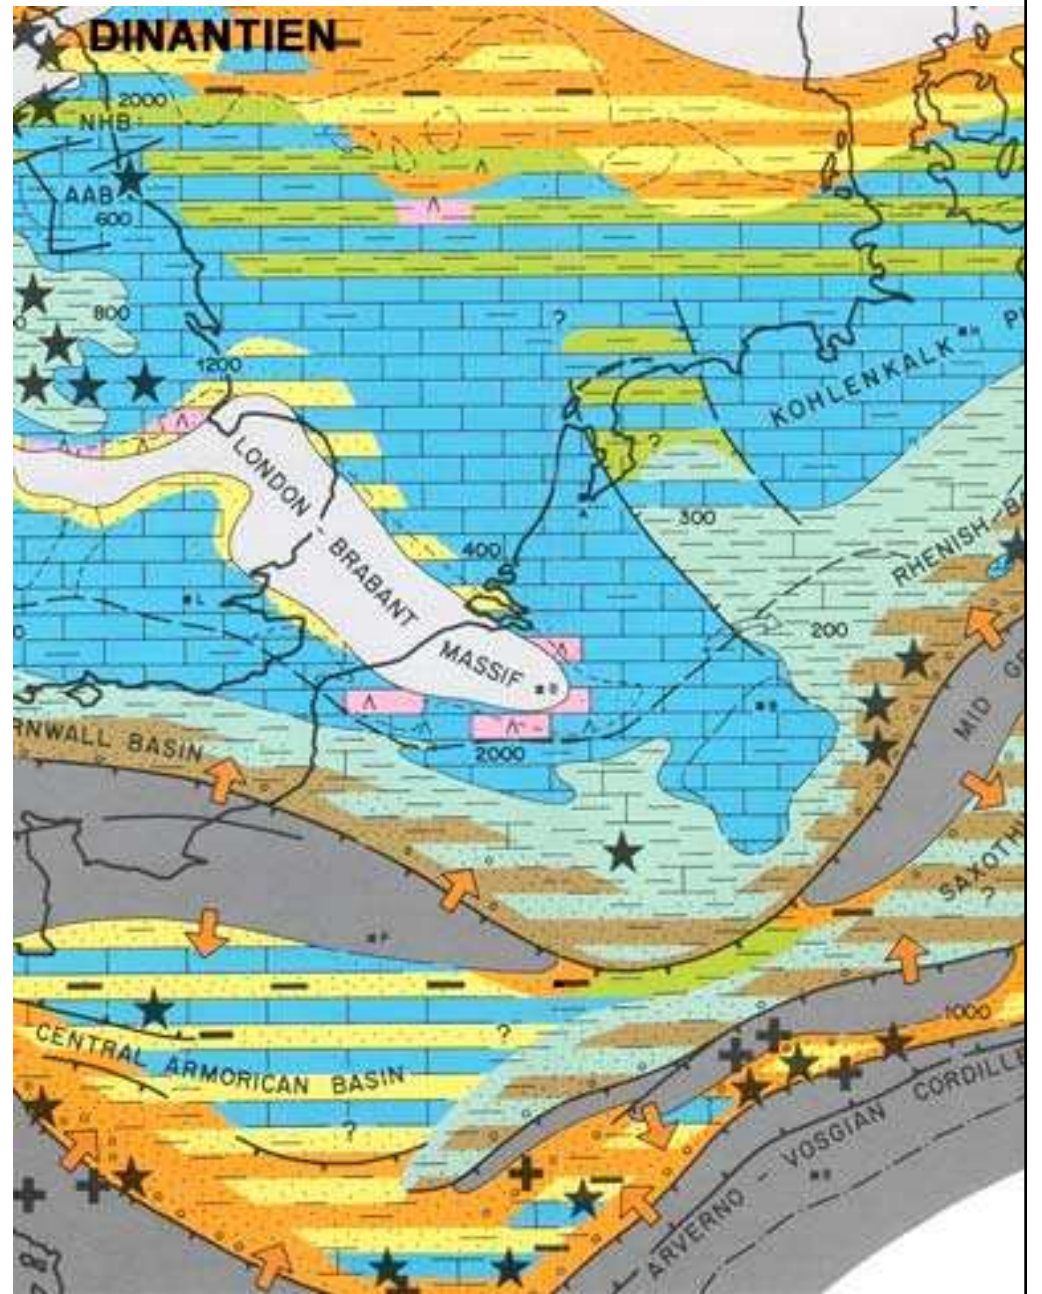 DINANTIEN
2000
NHB
AAB
600
800
1200
?
KOHLENKALK
LONDON - BRABANT MASSIF
?
300
400
RHENISH
200
2000
RNWALL BASIN
MID
SAXOTH
?
1000
CENTRAL ARMORICAN BASIN
?
?
ARVERNO - VOSGIAN CORDILLE